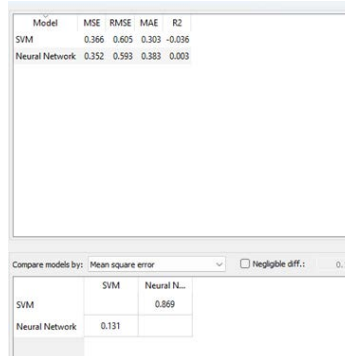 Model MSE RMSE MAE R2
SVM 0.366 0.605 0.303 -0.036
Neural Network 0.352 0.593 0.383 0.003
Compare models by: Mean square error Negligible diff.: 0.
SVM Neural N...
SVM 0.869
Neural Network 0.131